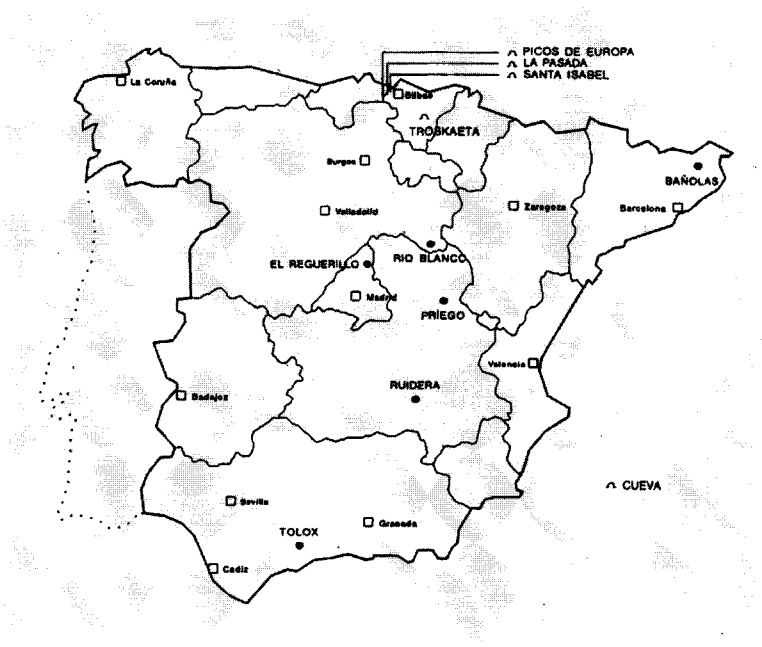 PICOS DE EUROPA
LA PASADA
SANTA ISABEL
La Coruña
Bilbao
TROSKAETA
Burgos
BAÑOLAS
Valladolid
Zaragoza
Barcelona
RIO BLANCO
EL REGUERILLO
Madrid
PRIEGO
Valencia
RUIDERA
Badajoz
CUEVA
Sevilla
Granada
TOLOX
Cadiz